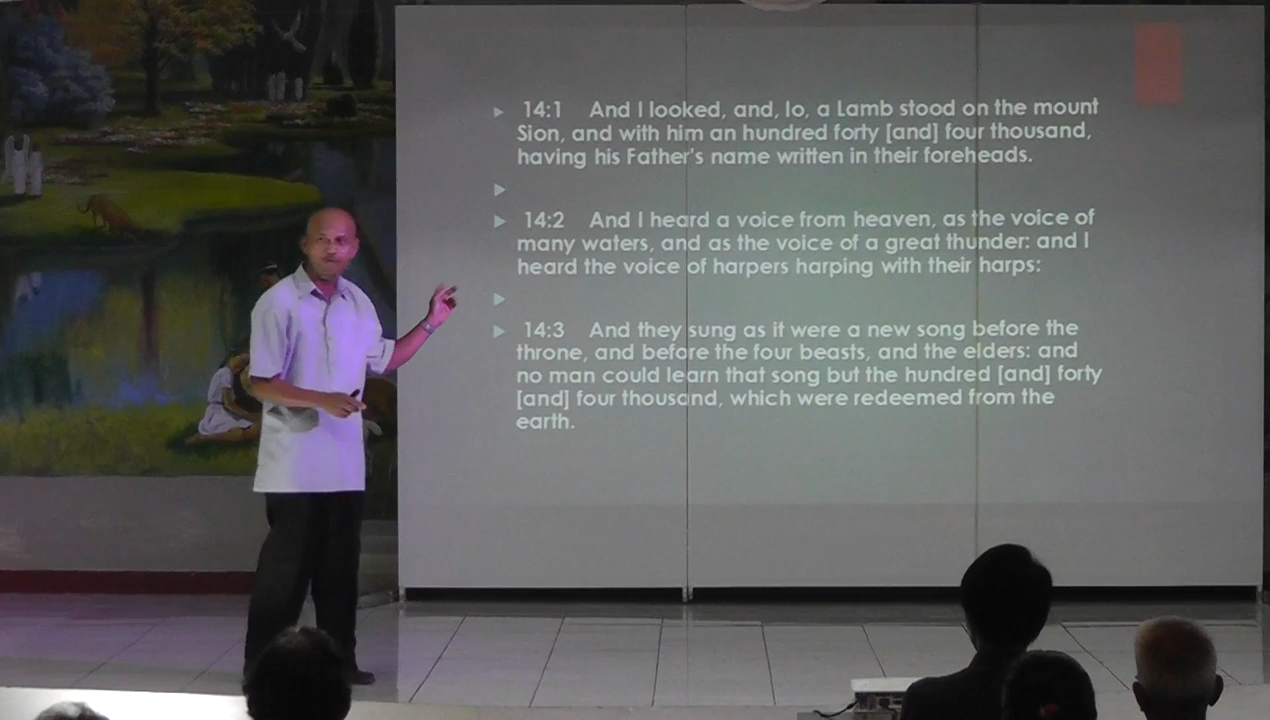 14:1 And I looked, and, lo, a Lamb stood on the mount
Sion, and with him an hundred forty [and] four thousand,
having his Father's name written in their foreheads.
14:2 And I heard a voice from heaven, as the voice of
many waters, and as the voice of a great thunder: and I
heard the voice of harpers harping with their harps:
14:3 And they sung as it were a new song before the
throne, and before the four beasts, and the elders: and
no man could learn that song but the hundred [and] forty
[and] four thousand, which were redeemed from the
earth.